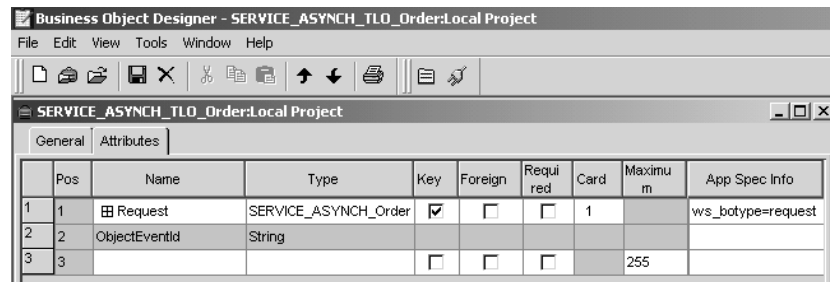 Business Object Designer - SERVICE_ASYNCH_TLO_Order:Local Project
File Edit View Tools Window Help
SERVICE_ASYNCH_TLO_Order:Local Project
General Attributes
Pos Name Type Key Foreign Requi red Card Maximu m App Spec Info
1 1 Request SERVICE_ASYNCH_Order 1 ws_botype=request
2 2 ObjectEventId String
3 3 255